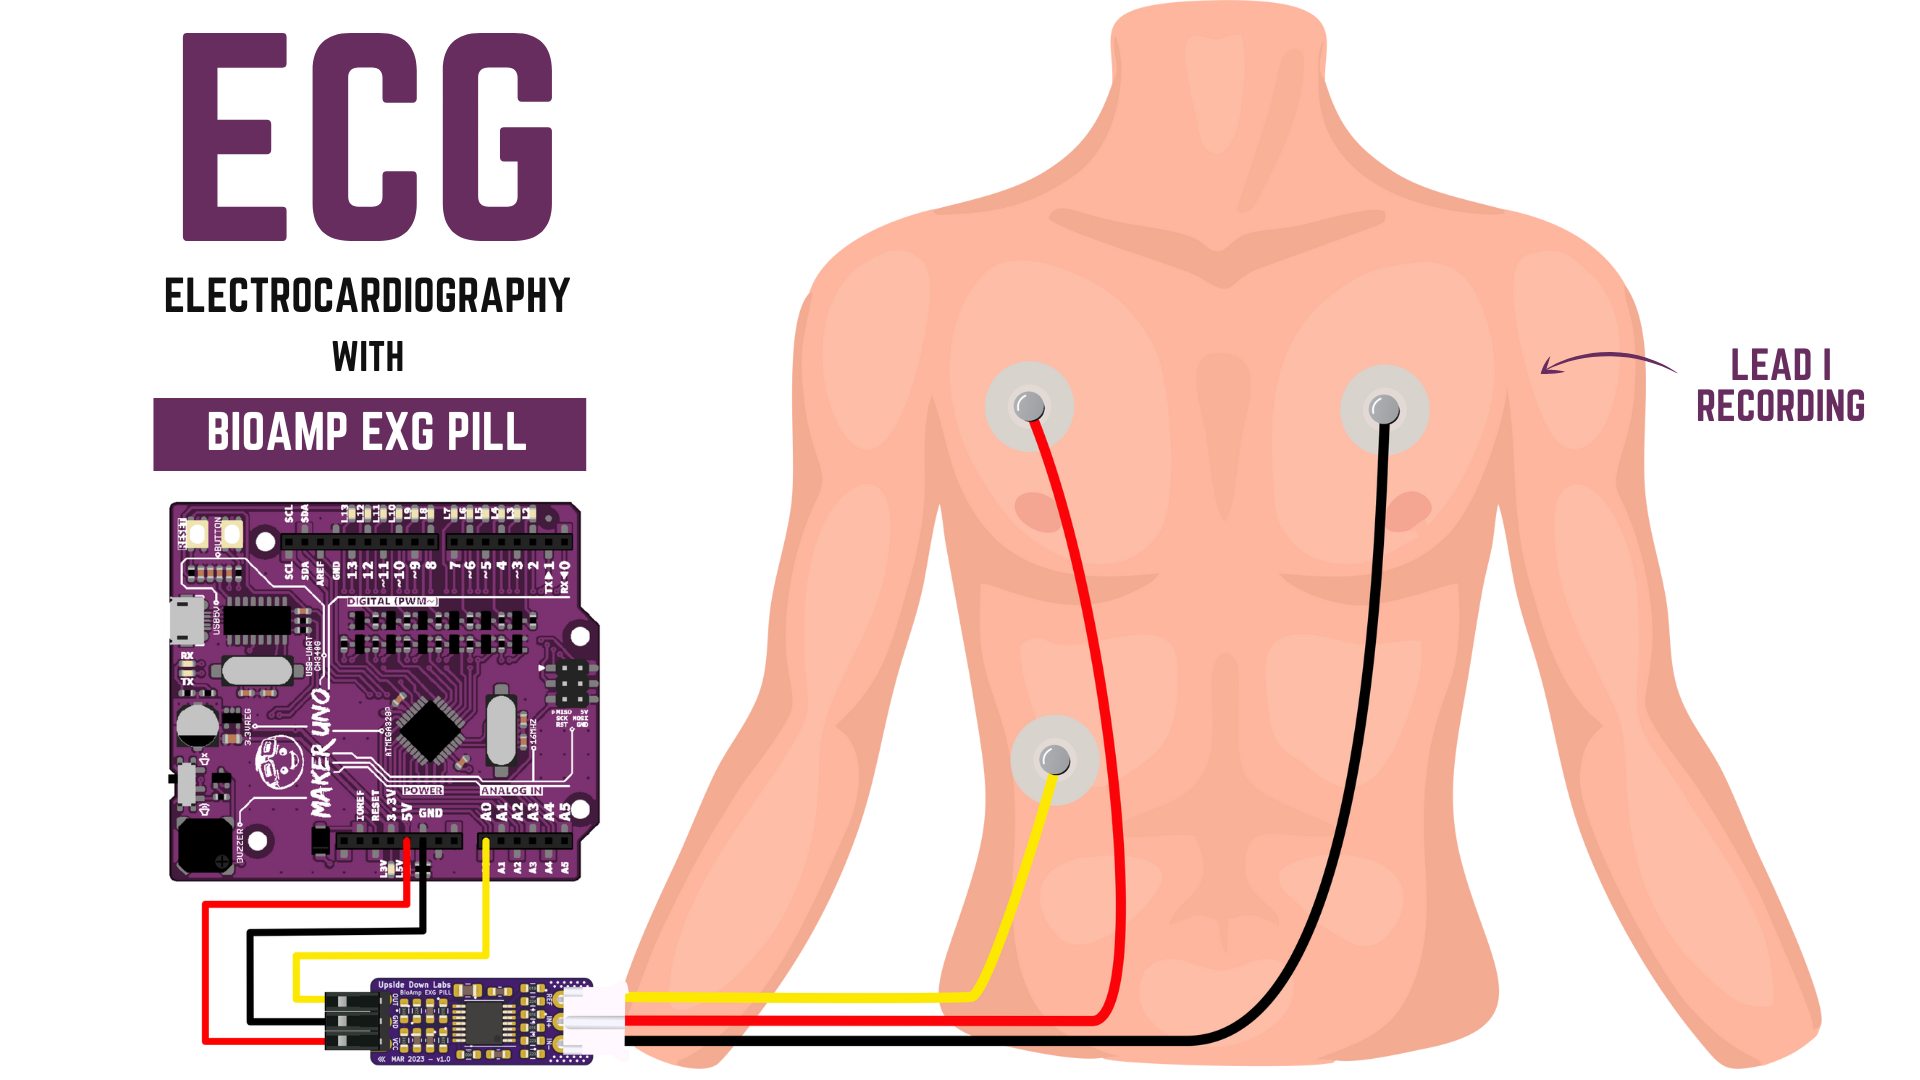 ECG
ELECTROCARDIOGRAPHY
WITH
BIOAMP EXG PILL
LEAD I
RECORDING
RESET
BUTTON
SCL
SDA
L13
L12
L11
L10
L9
L8
L7
L6
L5
L4
L3
L2
SCL
SDA
AREF
GND
13
12
~11
~10
~9
8
7
~6
~5
4
~3
2
TX▶1
RX◀0
DIGITAL (PWM~)
USB5V
USB-UART
CH340G
RX
TX
3.3VREG
MAKER UNO
ATMEGA328P
16MHZ
MISO 5V
SCK MOSI
RST GND
POWER
ANALOG IN
IOREF
RESET
3.3V
5V
GND
A0
A1
A2
A3
A4
A5
BUZZER
L3V
L5V
A1
A2
A3
A4
A5
Upside Down Labs
BioAmp EXG PILL
OUT
GND
VCC
REF
IN+
IN-
MAR 2023 - v1.0